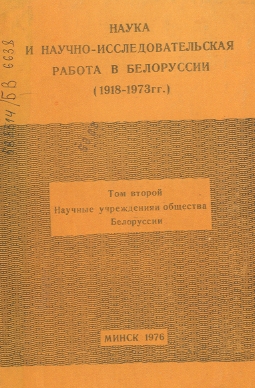 НАУКА
И НАУЧНО-ИССЛЕДОВАТЕЛЬСКАЯ
РАБОТА В БЕЛОРУССИИ
(1918-1973гг.)
Том второй
Научные учреждения общества
Белоруссии
МИНСК 1976